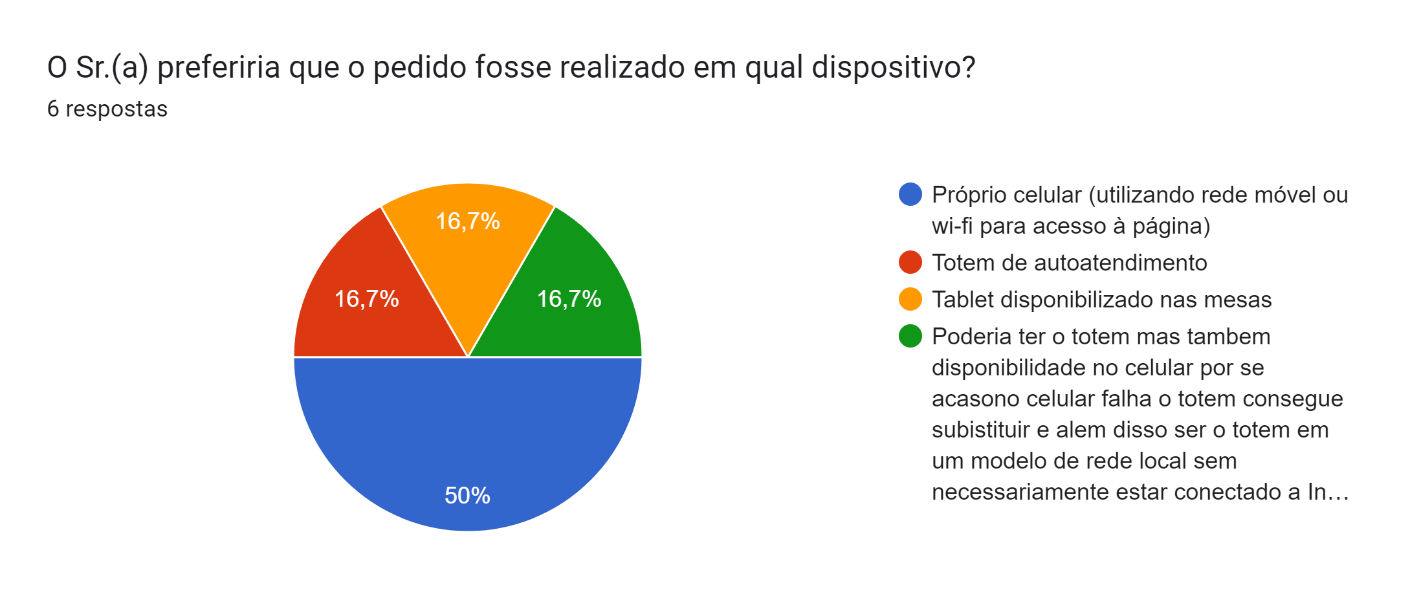 O Sr.(a) preferiria que o pedido fosse realizado em qual dispositivo?
6 respostas
16,7%
16,7%
16,7%
50%
Próprio celular (utilizando rede móvel ou
wi-fi para acesso à página)
Totem de autoatendimento
Tablet disponibilizado nas mesas
Poderia ter o totem mas tambem
disponibilidade no celular por se
acasono celular falha o totem consegue
subistituir e alem disso ser o totem em
um modelo de rede local sem
necessariamente estar conectado a In…